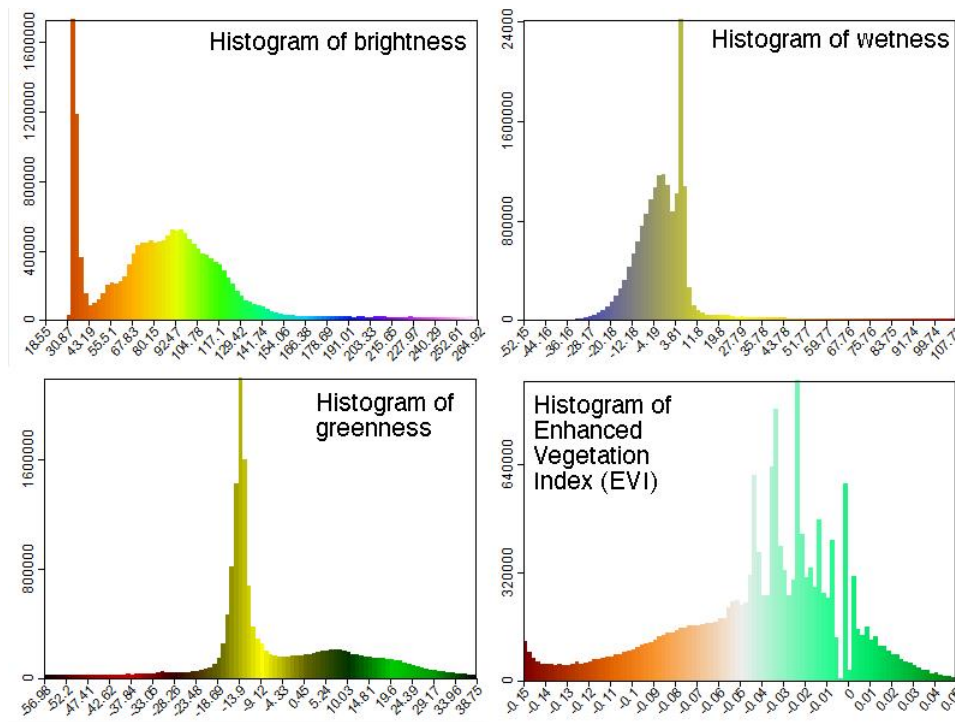 Histogram of brightness
1600000
1200000
800000
400000
0
18.55 30.87 43.19 55.51 67.83 80.15 92.47 104.78 117.1 129.42 141.74 154.06 166.38 178.69 191.01 203.33 215.65 227.97 240.29 252.61 264.92
Histogram of wetness
24000
1600000
800000
0
-52.15 -44.16 -36.16 -28.17 -20.18 -12.18 -4.19 3.81 11.8 19.8 27.79 35.78 43.78 51.77 59.77 67.76 75.76 83.75 91.74 99.74 107.7
Histogram of
greenness
1600000
800000
0
-56.98 -52.2 -47.41 -42.62 -37.84 -33.05 -28.26 -23.48 -18.69 -13.9 -9.12 -4.33 0.45 5.24 10.03 14.81 19.6 24.39 29.17 33.96 38.75
Histogram of
Enhanced
Vegetation
Index (EVI)
640000
320000
0
-0.15 -0.14 -0.13 -0.12 -0.11 -0.1 -0.09 -0.08 -0.07 -0.06 -0.05 -0.04 -0.03 -0.02 -0.01 0 0.01 0.02 0.03 0.04